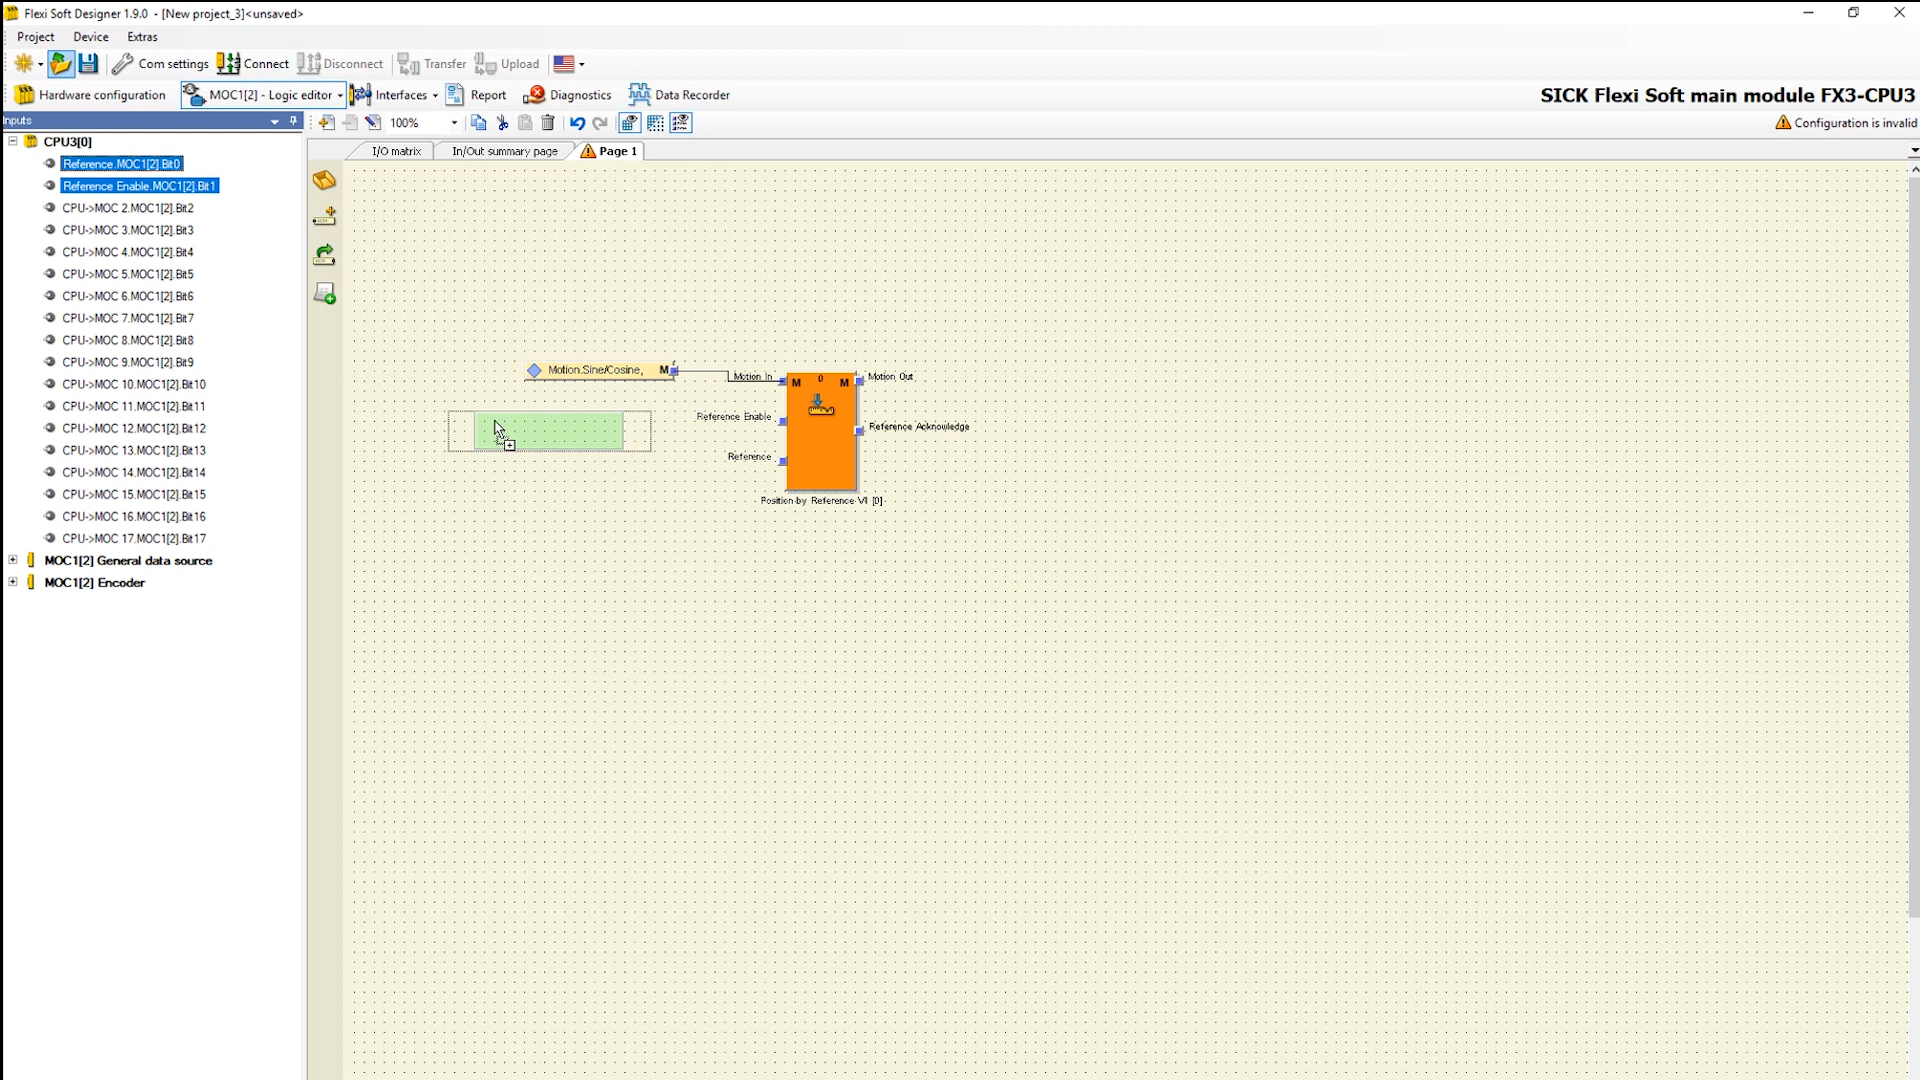 Flexi Soft Designer 1.9.0 - [New project_3]<unsaved>
Project Device Extras
Com settings Connect Disconnect Transfer Upload
Hardware configuration MOC1[2] - Logic editor Interfaces Report Diagnostics Data Recorder SICK Flexi Soft main module FX3-CPU3
Inputs 100% Configuration is invalid
CPU3[0] I/O matrix In/Out summary page Page 1
Reference.MOC1[2].Bit0
Reference Enable.MOC1[2].Bit1
CPU->MOC 2.MOC1[2].Bit2
CPU->MOC 3.MOC1[2].Bit3
CPU->MOC 4.MOC1[2].Bit4
CPU->MOC 5.MOC1[2].Bit5
CPU->MOC 6.MOC1[2].Bit6
CPU->MOC 7.MOC1[2].Bit7
CPU->MOC 8.MOC1[2].Bit8
CPU->MOC 9.MOC1[2].Bit9
CPU->MOC 10.MOC1[2].Bit10
CPU->MOC 11.MOC1[2].Bit11
CPU->MOC 12.MOC1[2].Bit12
CPU->MOC 13.MOC1[2].Bit13
CPU->MOC 14.MOC1[2].Bit14
CPU->MOC 15.MOC1[2].Bit15
CPU->MOC 16.MOC1[2].Bit16
CPU->MOC 17.MOC1[2].Bit17
MOC1[2] General data source
MOC1[2] Encoder
Motion.Sine/Cosine, M
Motion In M 0 M Motion Out
Reference Enable
Reference Acknowledge
Reference
Position by Reference V1 [0]